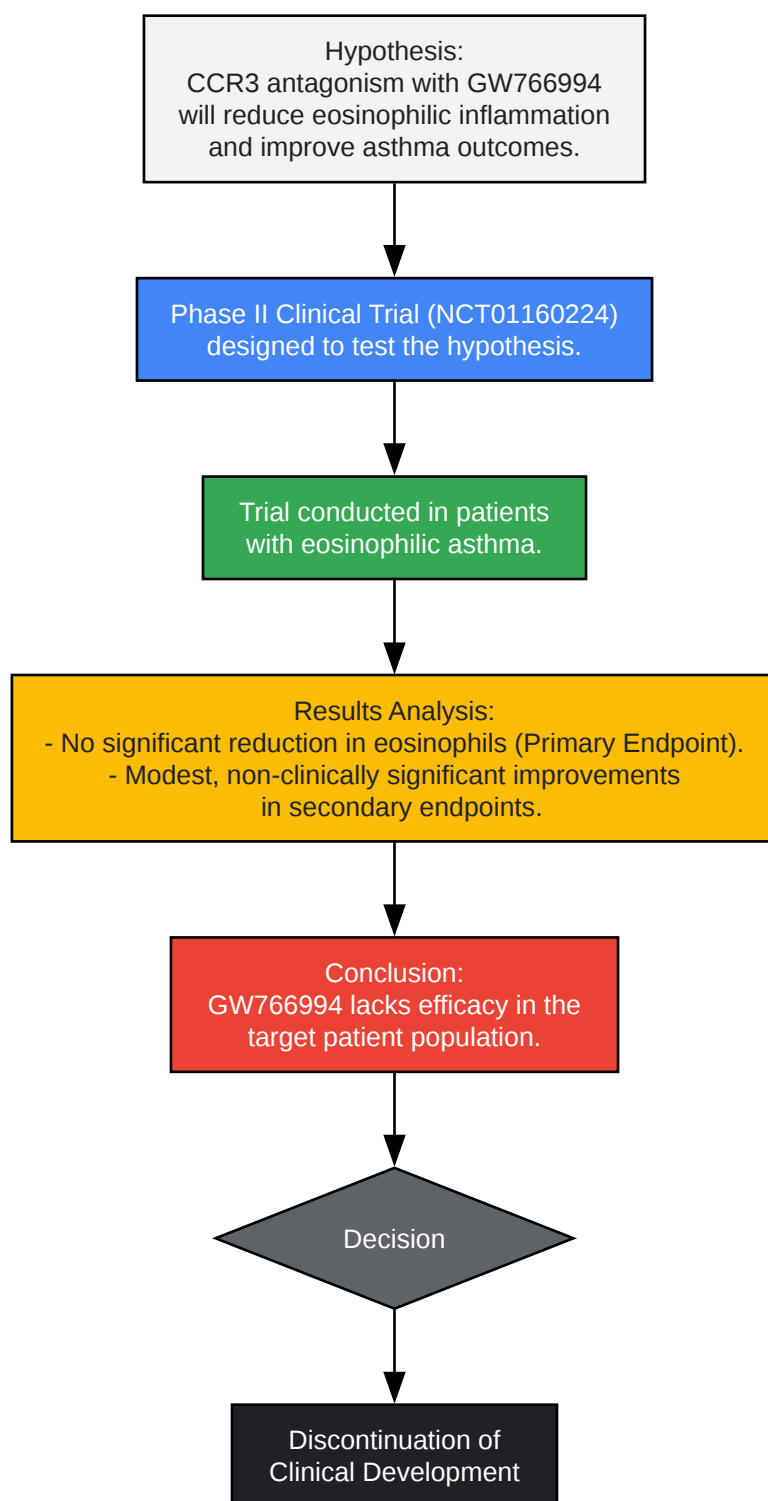 Hypothesis:
CCR3 antagonism with GW766994
will reduce eosinophilic inflammation
and improve asthma outcomes.
Phase II Clinical Trial (NCT01160224)
designed to test the hypothesis.
Trial conducted in patients
with eosinophilic asthma.
Results Analysis:
- No significant reduction in eosinophils (Primary Endpoint).
- Modest, non-clinically significant improvements
in secondary endpoints.
Conclusion:
GW766994 lacks efficacy in the
target patient population.
Decision
Discontinuation of
Clinical Development